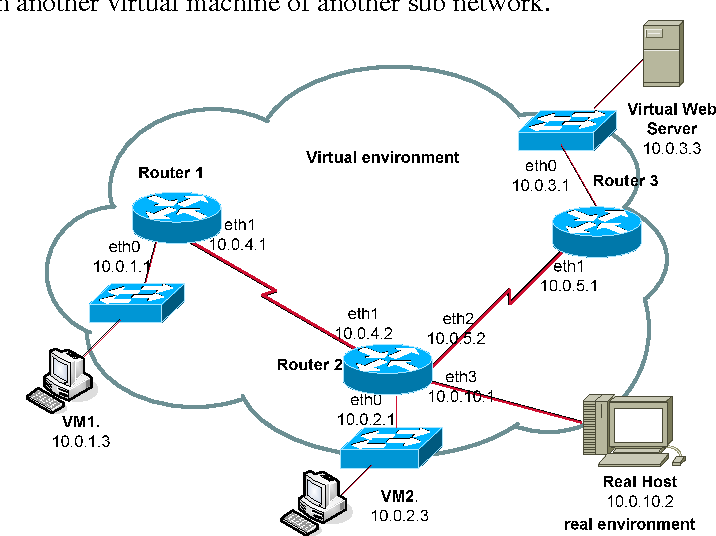 n another virtual machine of another sub network.
Virtual Web
Server
10.0.3.3
Virtual environment
eth0
10.0.3.1
Router 3
Router 1
eth1
10.0.4.1
eth0
10.0.1.1
eth1
10.0.5.1
eth1
10.0.4.2
eth2
10.0.5.2
Router 2
eth3
10.0.10.1
eth0
10.0.2.1
VM1.
10.0.1.3
VM2.
10.0.2.3
Real Host
10.0.10.2
real environment